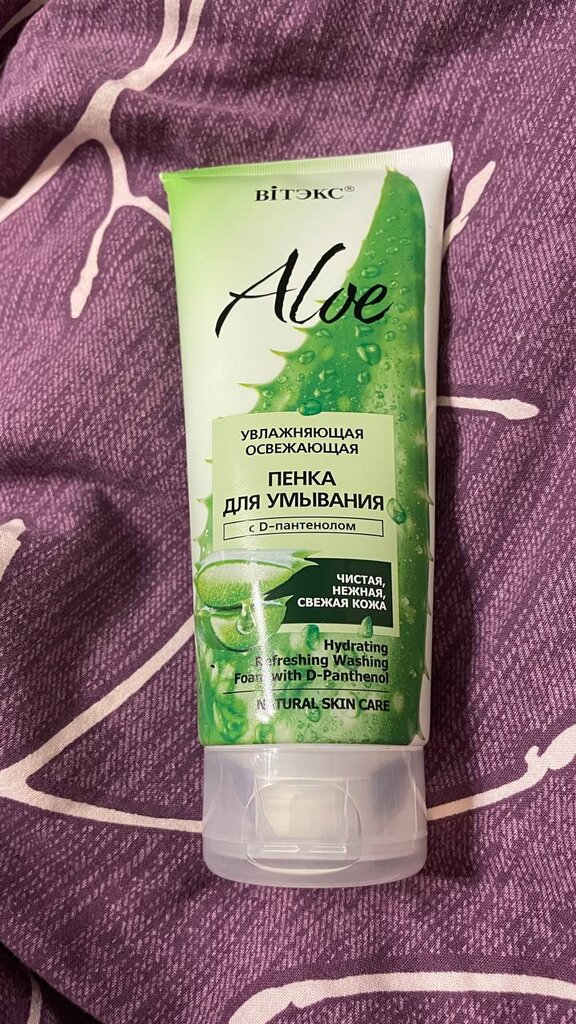 ВІТЭКС®
Aloe
УВЛАЖНЯЮЩАЯ
ОСВЕЖАЮЩАЯ
ПЕНКА
ДЛЯ УМЫВАНИЯ
с D-пантенолом
ЧИСТАЯ,
НЕЖНАЯ,
СВЕЖАЯ КОЖА
Hydrating
Refreshing Washing
Foam with D-Panthenol
NATURAL SKIN CARE